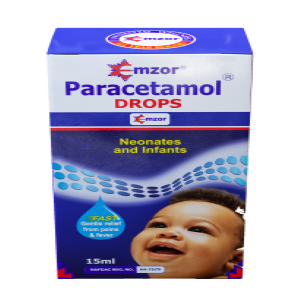 emzor®
Paracetamol®
DROPS
emzor
Neonates
and Infants
FAST
Gentle relief
from pains
& fever
15ml
NAFDAC REG. NO.